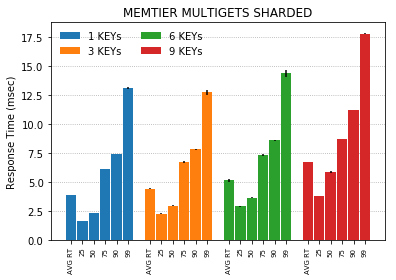 MEMTIER MULTIGETS SHARDED
Response Time (msec)
17.5
15.0
12.5
10.0
7.5
5.0
2.5
0.0
1 KEYs
3 KEYs
6 KEYs
9 KEYs
AVG RT 25 50 75 90 99 AVG RT 25 50 75 90 99 AVG RT 25 50 75 90 99 AVG RT 25 50 75 90 99